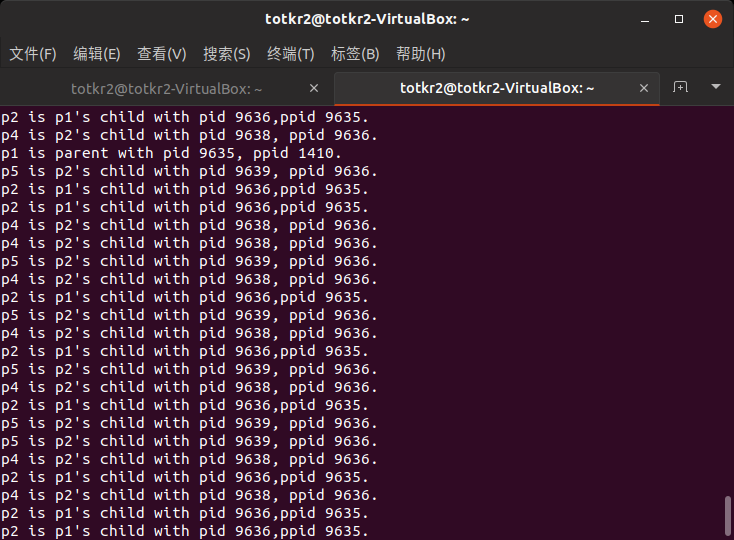 totkr2@totkr2-VirtualBox: ~
文件(F) 编辑(E) 查看(V) 搜索(S) 终端(T) 标签(B) 帮助(H)
totkr2@totkr2-VirtualBox: ~ totkr2@totkr2-VirtualBox: ~
p2 is p1's child with pid 9636,ppid 9635.
p4 is p2's child with pid 9638, ppid 9636.
p1 is parent with pid 9635, ppid 1410.
p5 is p2's child with pid 9639, ppid 9636.
p2 is p1's child with pid 9636,ppid 9635.
p2 is p1's child with pid 9636,ppid 9635.
p4 is p2's child with pid 9638, ppid 9636.
p4 is p2's child with pid 9638, ppid 9636.
p5 is p2's child with pid 9639, ppid 9636.
p4 is p2's child with pid 9638, ppid 9636.
p2 is p1's child with pid 9636,ppid 9635.
p5 is p2's child with pid 9639, ppid 9636.
p4 is p2's child with pid 9638, ppid 9636.
p2 is p1's child with pid 9636,ppid 9635.
p5 is p2's child with pid 9639, ppid 9636.
p4 is p2's child with pid 9638, ppid 9636.
p2 is p1's child with pid 9636,ppid 9635.
p5 is p2's child with pid 9639, ppid 9636.
p5 is p2's child with pid 9639, ppid 9636.
p4 is p2's child with pid 9638, ppid 9636.
p2 is p1's child with pid 9636,ppid 9635.
p4 is p2's child with pid 9638, ppid 9636.
p2 is p1's child with pid 9636,ppid 9635.
p2 is p1's child with pid 9636,ppid 9635.